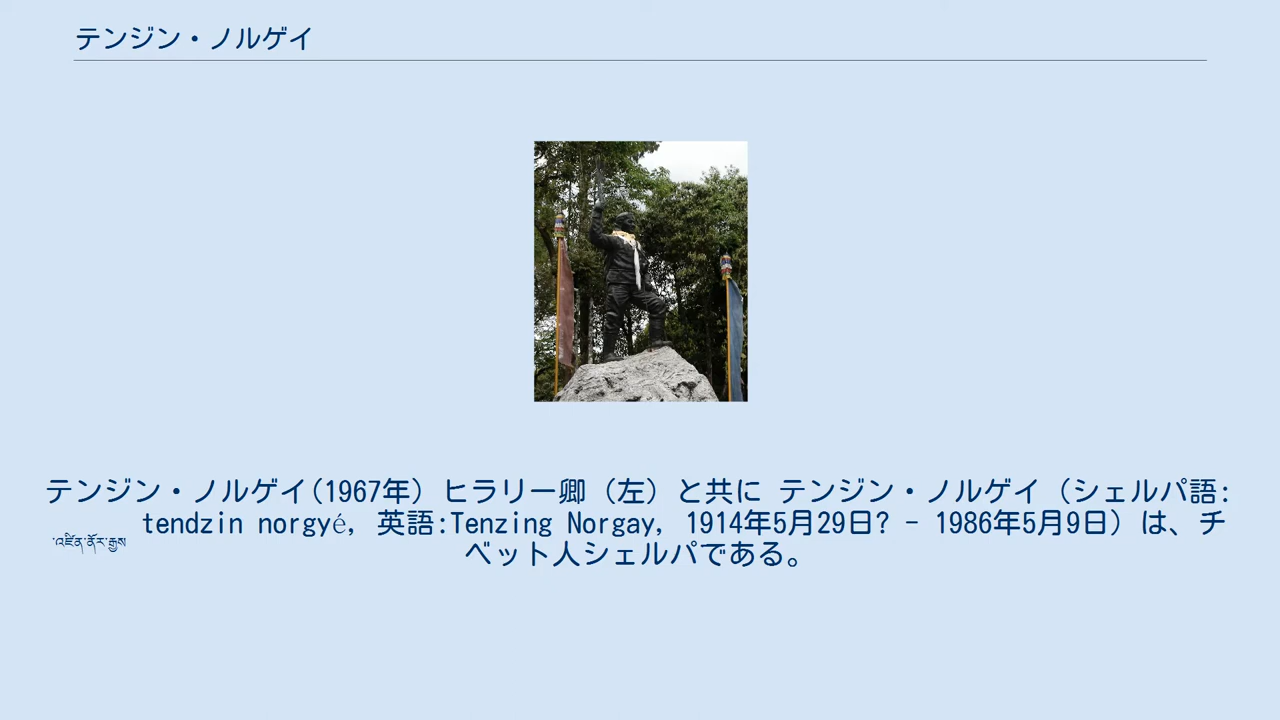 テンジン・ノルゲイ
テンジン・ノルゲイ(1967年) ヒラリー卿（左）と共に テンジン・ノルゲイ（シェルパ語:
་འཛིན་ནོར་རྒྱས tendzin norgyé, 英語:Tenzing Norgay, 1914年5月29日? - 1986年5月9日）は、チ
ベット人シェルパである。